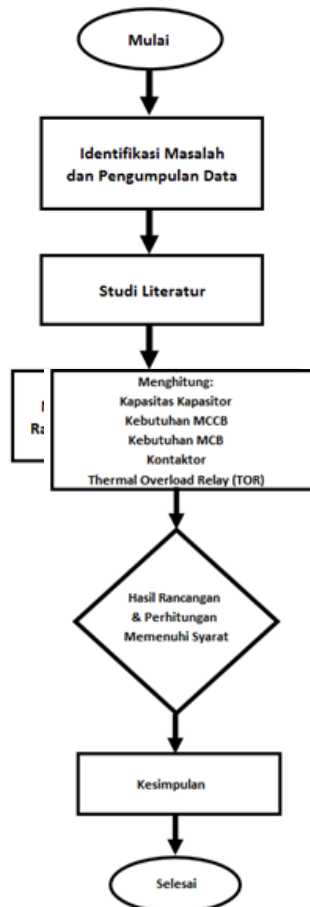 Mulai
Identifikasi Masalah
dan Pengumpulan Data
Studi Literatur
Menghitung:
Kapasitas Kapasitor
Kebutuhan MCCB
Kebutuhan MCB
Kontaktor
Thermal Overload Relay (TOR)
Hasil Rancangan
& Perhitungan
Memenuhi Syarat
Kesimpulan
Selesai